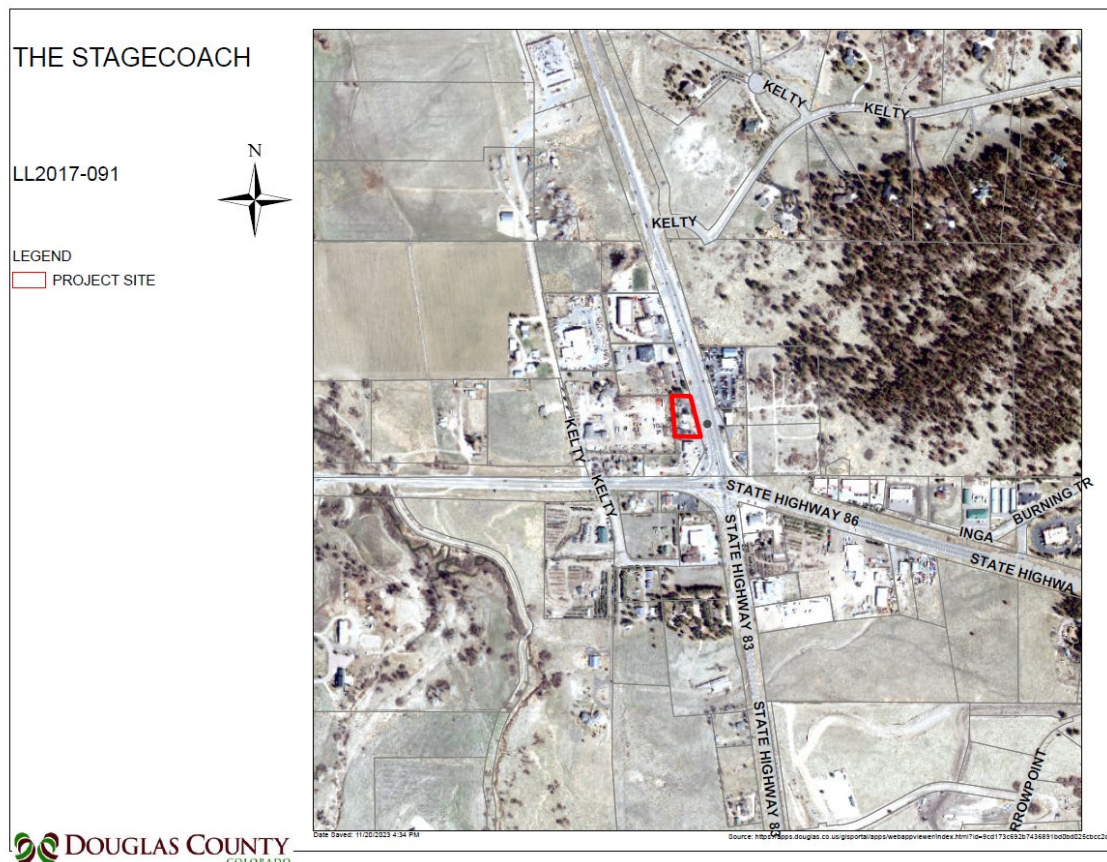 THE STAGECOACH
N
LL2017-091
LEGEND
PROJECT SITE
KELTY
KELTY
KELTY
KELTY
KELTY
STATE HIGHWAY 86
INGA
BURNING TR
STATE HIGHWA
STATE HIGHWAY 83
STATE HIGHWAY 83
RROWPOINT
Date Saved: 11/20/2023 4:34 PM
Source:
DOUGLAS COUNTY
COLORADO